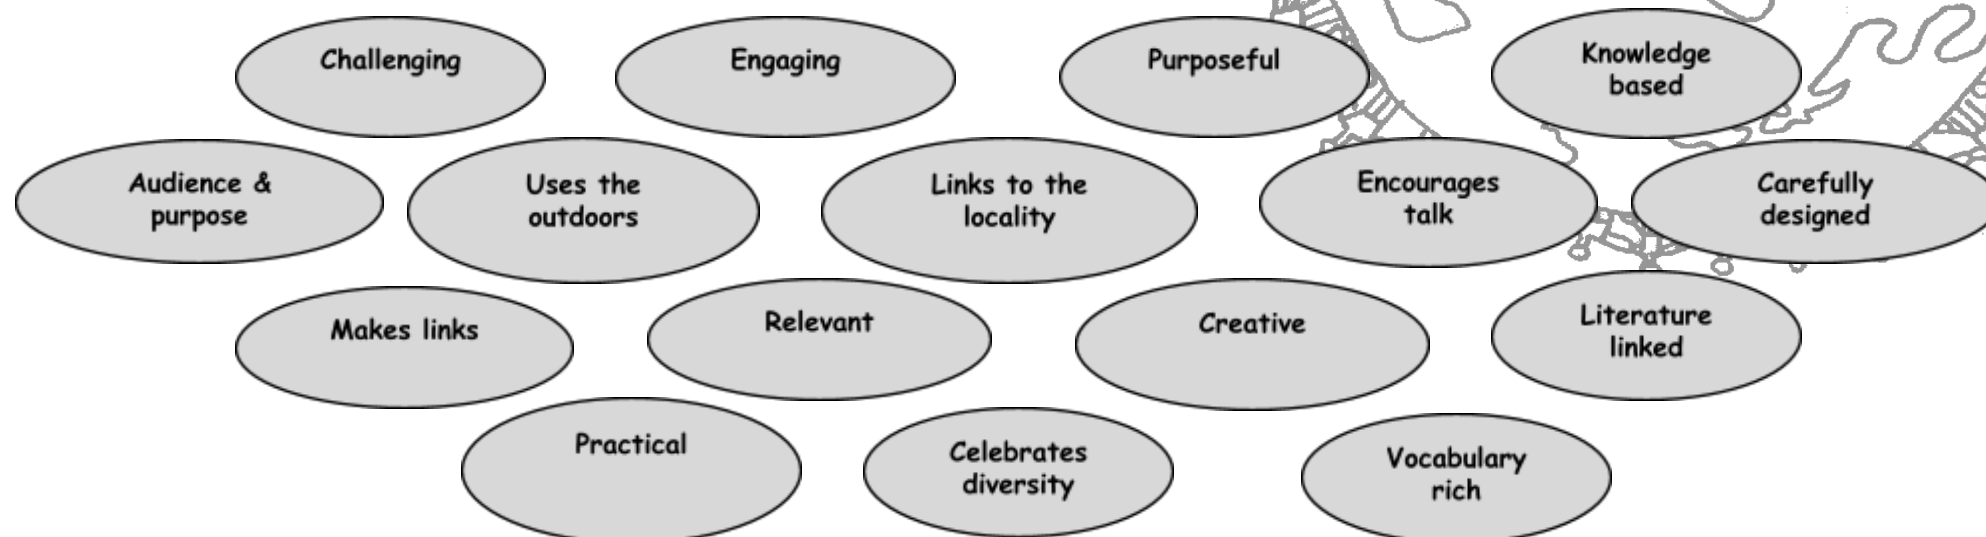 Challenging
Engaging
Purposeful
Knowledge
based
Audience &
purpose
Uses the
outdoors
Links to the
locality
Encourages
talk
Carefully
designed
Makes links
Relevant
Creative
Literature
linked
Practical
Celebrates
diversity
Vocabulary
rich